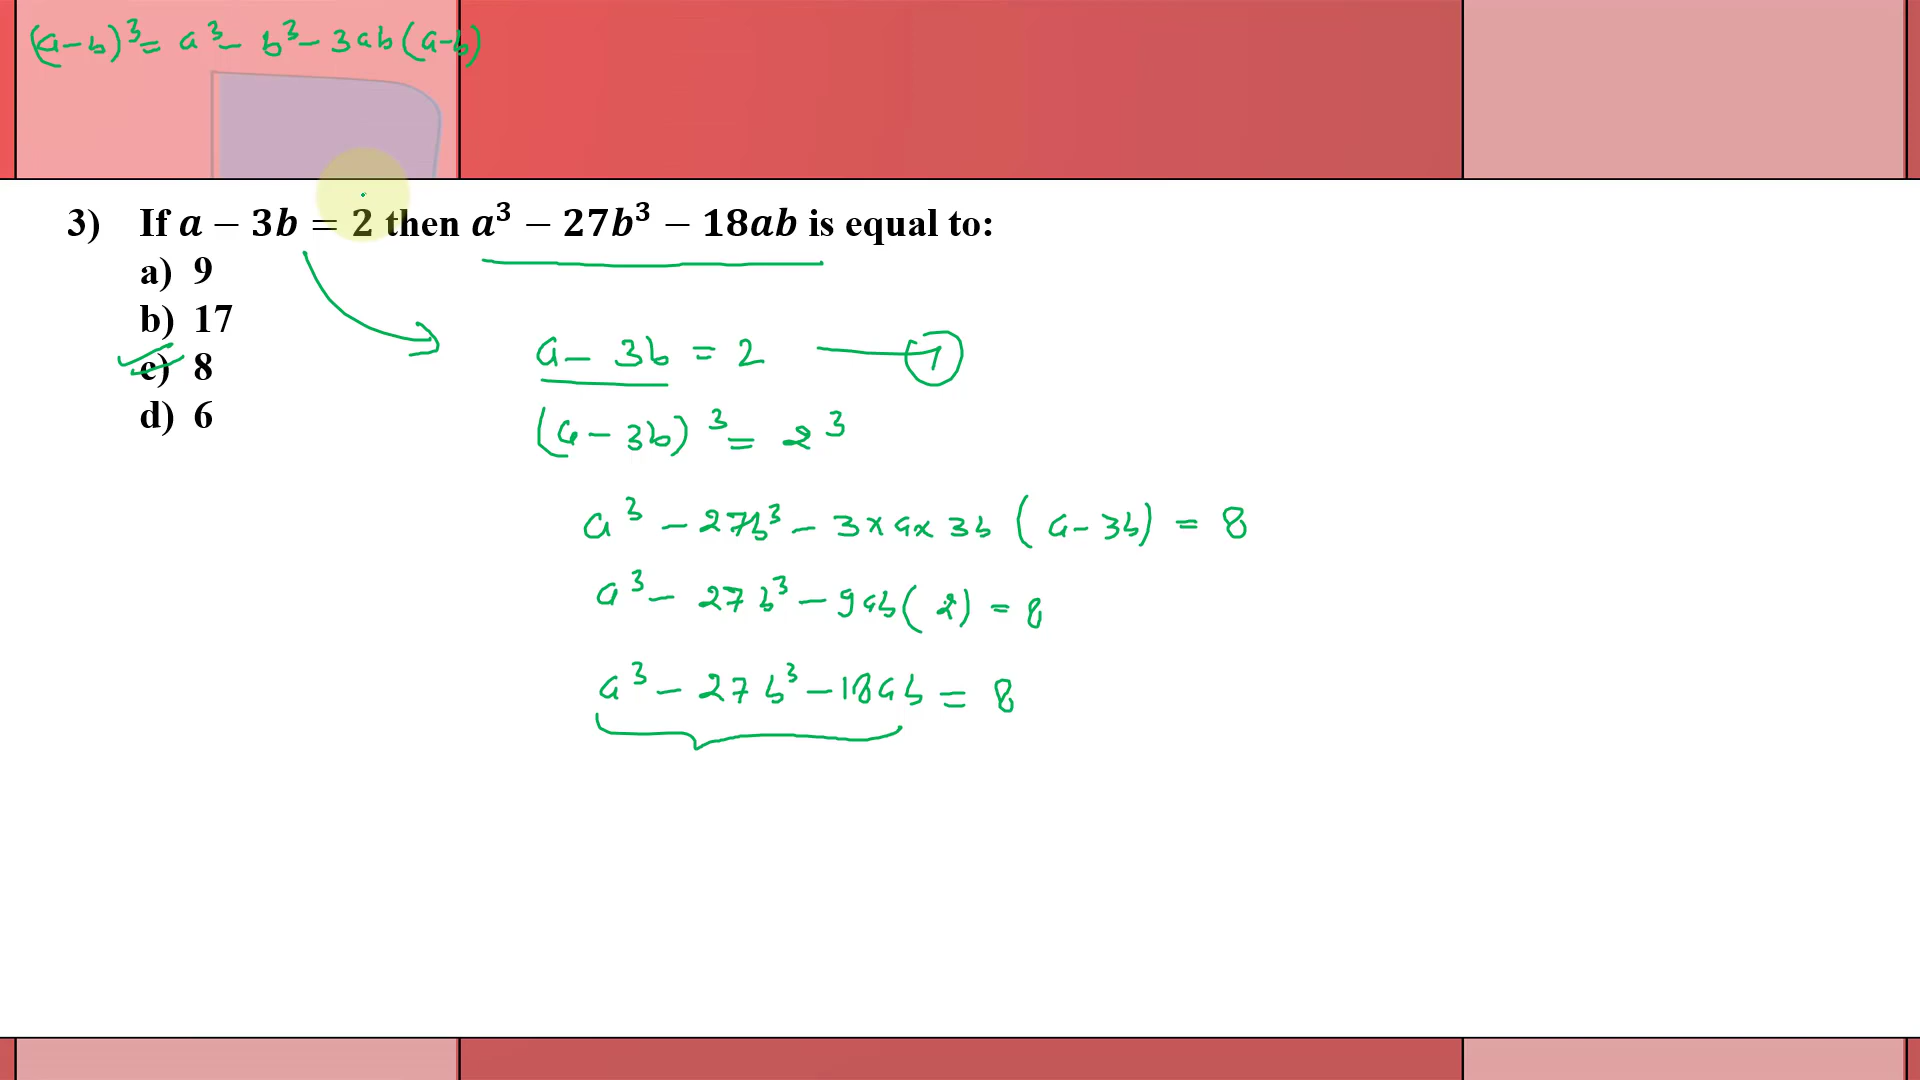 (a-b)³ = a³ - b³ - 3ab(a-b)
3) If a − 3b = 2 then a³ − 27b³ − 18ab is equal to:
a) 9
b) 17
c) 8
d) 6
a - 3b = 2 — 1
(a - 3b)³ = 2³
a³ - 27b³ - 3×a×3b (a - 3b) = 8
a³ - 27b³ - 9ab(2) = 8
a³ - 27b³ - 18ab = 8